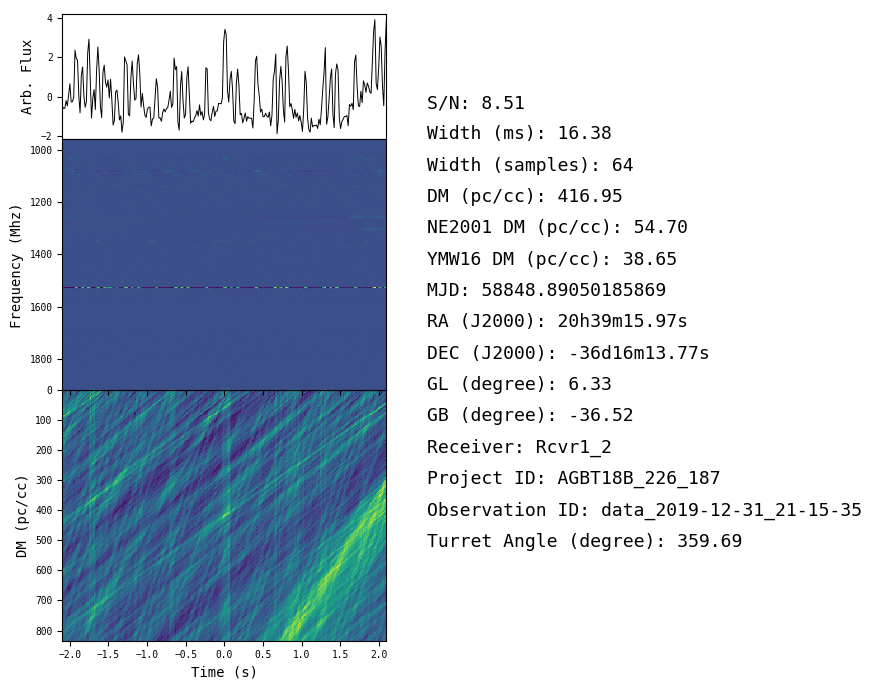 4
2
0
−2
Arb. Flux
1000
1200
1400
1600
1800
Frequency (Mhz)
0
100
200
300
400
500
600
700
800
DM (pc/cc)
−2.0 −1.5 −1.0 −0.5 0.0 0.5 1.0 1.5 2.0
Time (s)
S/N: 8.51
Width (ms): 16.38
Width (samples): 64
DM (pc/cc): 416.95
NE2001 DM (pc/cc): 54.70
YMW16 DM (pc/cc): 38.65
MJD: 58848.89050185869
RA (J2000): 20h39m15.97s
DEC (J2000): -36d16m13.77s
GL (degree): 6.33
GB (degree): -36.52
Receiver: Rcvr1_2
Project ID: AGBT18B_226_187
Observation ID: data_2019-12-31_21-15-35
Turret Angle (degree): 359.69